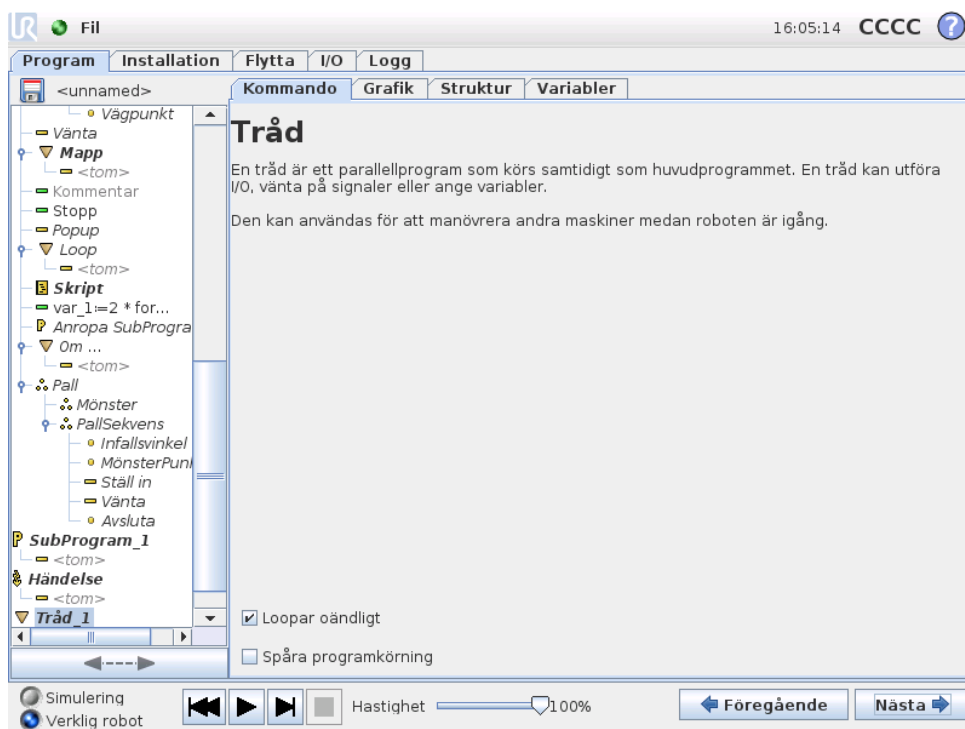 UR Fil 16:05:14 CCCC ?
Program Installation Flytta I/O Logg
<unnamed>
Kommando Grafik Struktur Variabler
Vägpunkt
Vänta
Mapp
<tom>
Kommentar
Stopp
Popup
Loop
<tom>
Skript
var_1:=2 * for...
Anropa SubProgra
Om ...
<tom>
Pall
Mönster
PallSekvens
Infallsvinkel
MönsterPun
Ställ in
Vänta
Avsluta
SubProgram_1
<tom>
Händelse
<tom>
Tråd_1
Tråd
En tråd är ett parallellprogram som körs samtidigt som huvudprogrammet. En tråd kan utföra
I/O, vänta på signaler eller ange variabler.
Den kan användas för att manövrera andra maskiner medan roboten är igång.
Loopar oändligt
Spåra programkörning
Simulering
Verklig robot
Hastighet 100%
Föregående Nästa